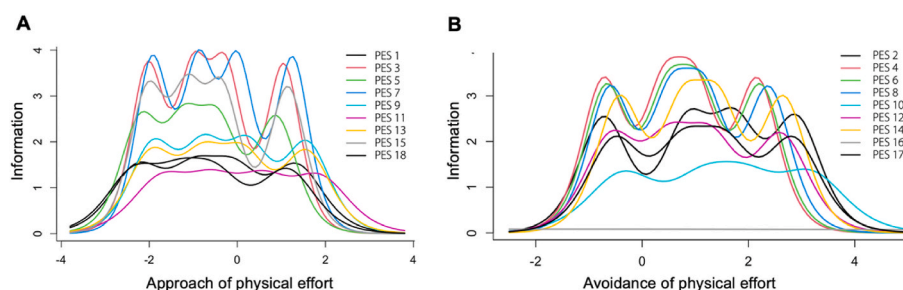 A
Information
4
3
2
1
0
-4
-2
0
2
4
Approach of physical effort
PES 1
PES 3
PES 5
PES 7
PES 9
PES 11
PES 13
PES 15
PES 18
B
Information
3
2
1
0
-2
0
2
4
Avoidance of physical effort
PES 2
PES 4
PES 6
PES 8
PES 10
PES 12
PES 14
PES 16
PES 17